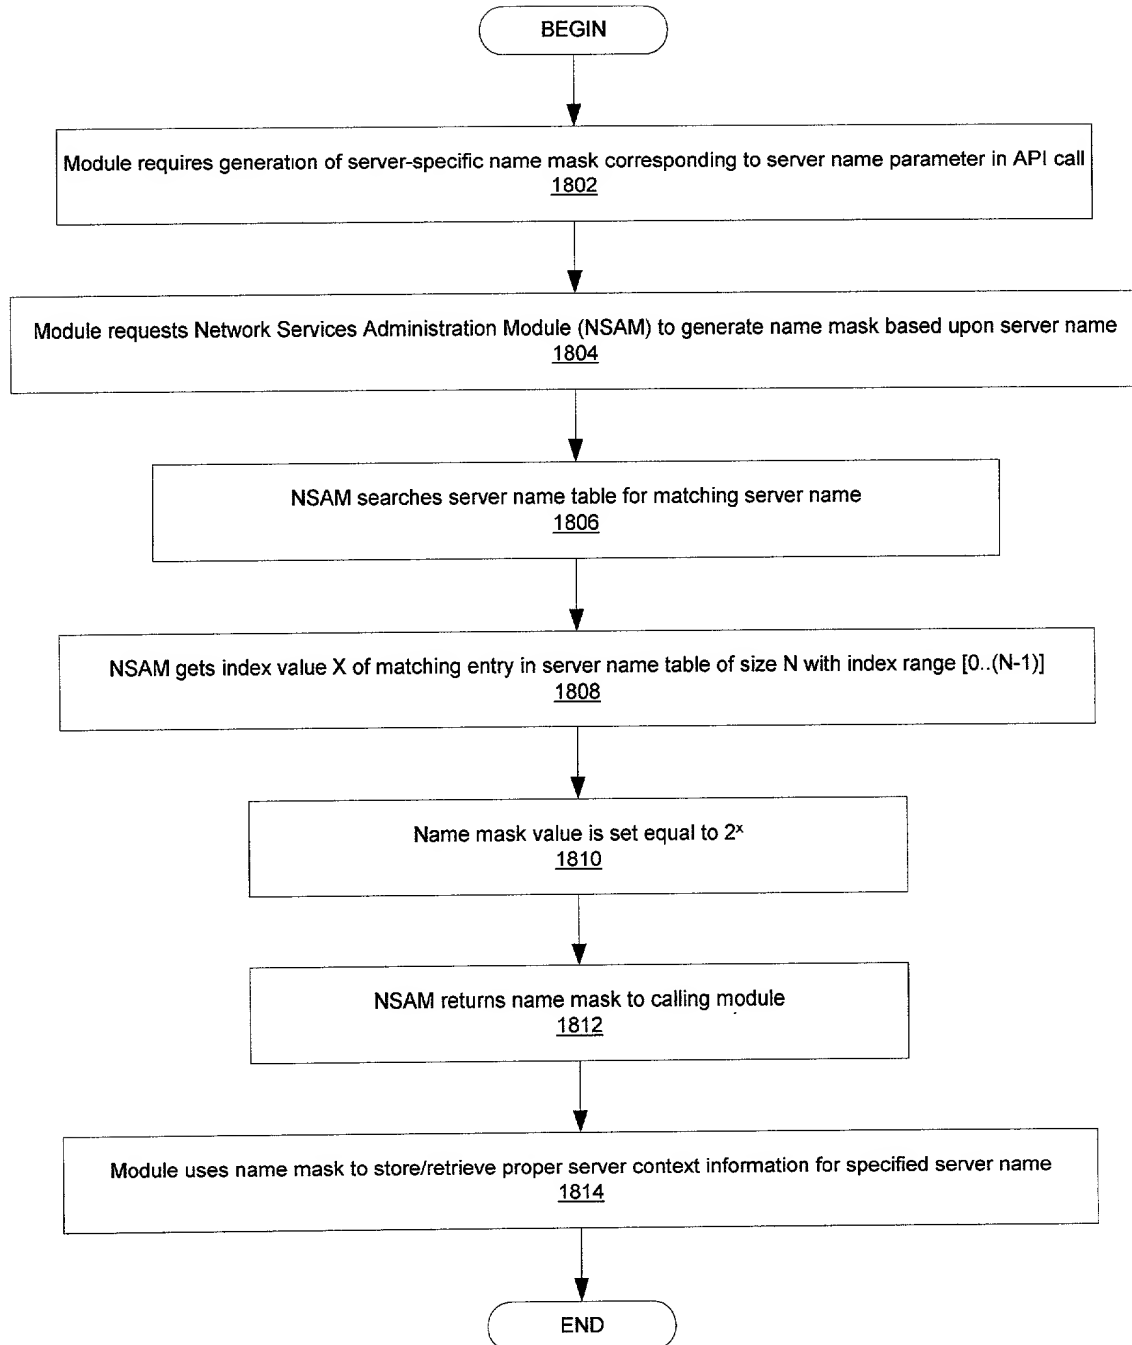 BEGIN
Module requires generation of server-specific name mask corresponding to server name parameter in API call
1802
Module requests Network Services Administration Module (NSAM) to generate name mask based upon server name
1804
NSAM searches server name table for matching server name
1806
NSAM gets index value X of matching entry in server name table of size N with index range [0..(N-1)]
1808
Name mask value is set equal to 2ˣ
1810
NSAM returns name mask to calling module
1812
Module uses name mask to store/retrieve proper server context information for specified server name
1814
END